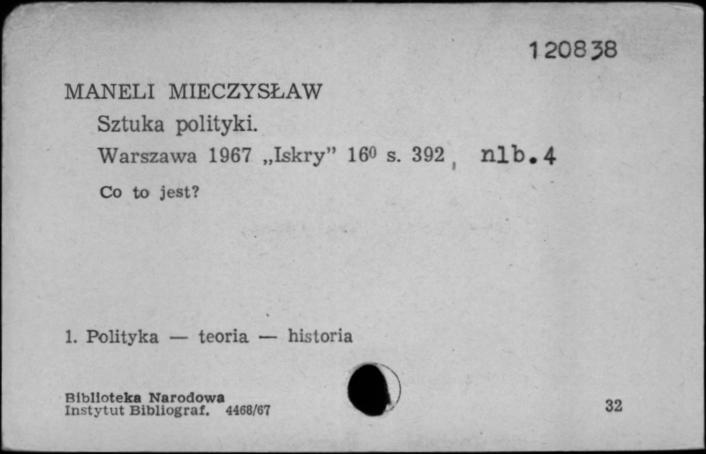 120838
MANELI MIECZYSŁAW
Sztuka polityki.
Warszawa 1967 „Iskry” 16⁰ s. 392, nlb.4
Co to jest?
1. Polityka — teoria — historia
Biblioteka Narodowa
Instytut Bibliograf. 4468/67
32